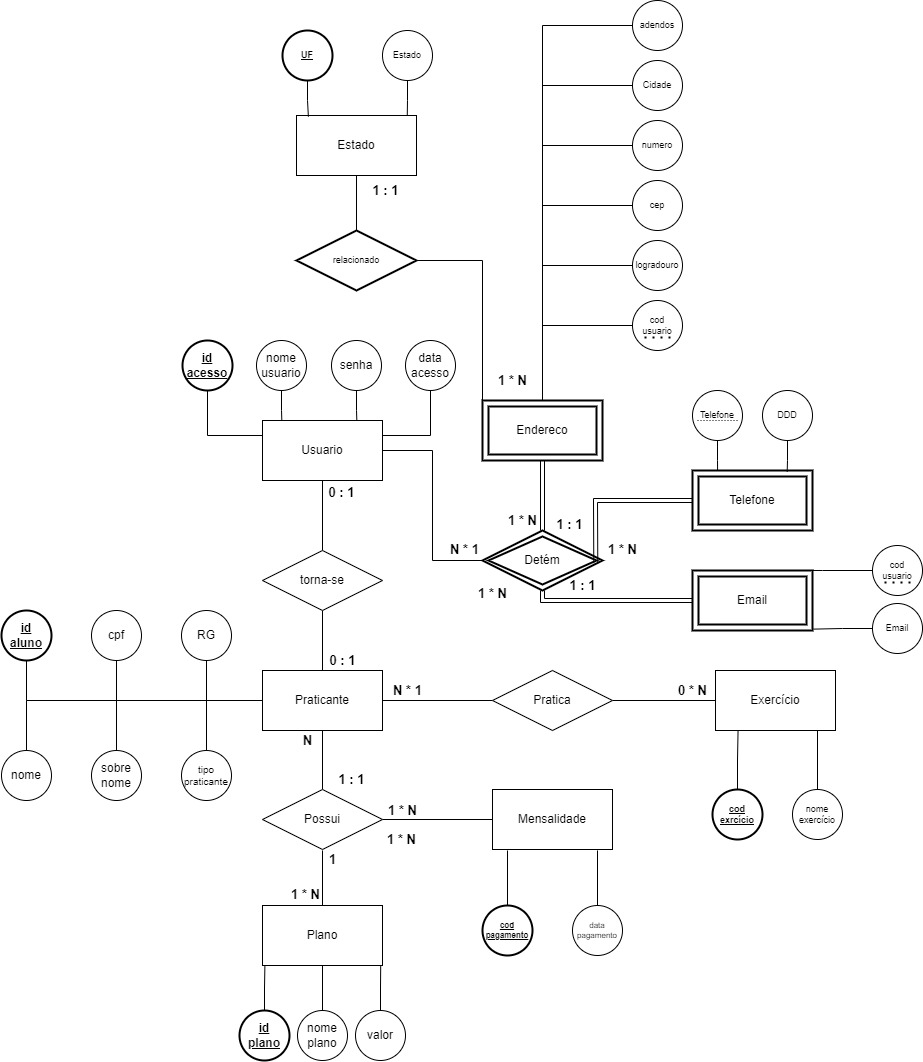 adendos
UF
Estado
Cidade
Estado
numero
1 : 1
cep
relacionado
logradouro
cod
usuario
id
acesso
nome
usuario
senha
data
acesso
1 * N
Endereco
Telefone
DDD
Usuario
0 : 1
Telefone
1 * N
1 : 1
N * 1
1 * N
Detém
torna-se
1 * N
1 : 1
Email
cod
usuario
Email
id
aluno
cpf
RG
0 : 1
Praticante
N * 1
Pratica
0 * N
Exercício
N
nome
sobre
nome
tipo
praticante
1 : 1
1 * N
Possui
Mensalidade
cod
exrcício
nome
exercício
1 * N
1
1 * N
Plano
cod
pagamento
data
pagamento
id
plano
nome
plano
valor